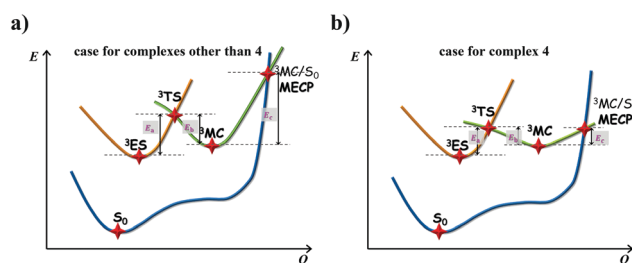 a)
case for complexes other than 4
E
³TS
³MC/S₀
MECP
Eₐ
E_b
³MC
E_c
³ES
S₀
Q
b)
case for complex 4
E
³TS
³MC/S
MECP
³MC
Eₐ
E_b
E_c
³ES
S₀
Q